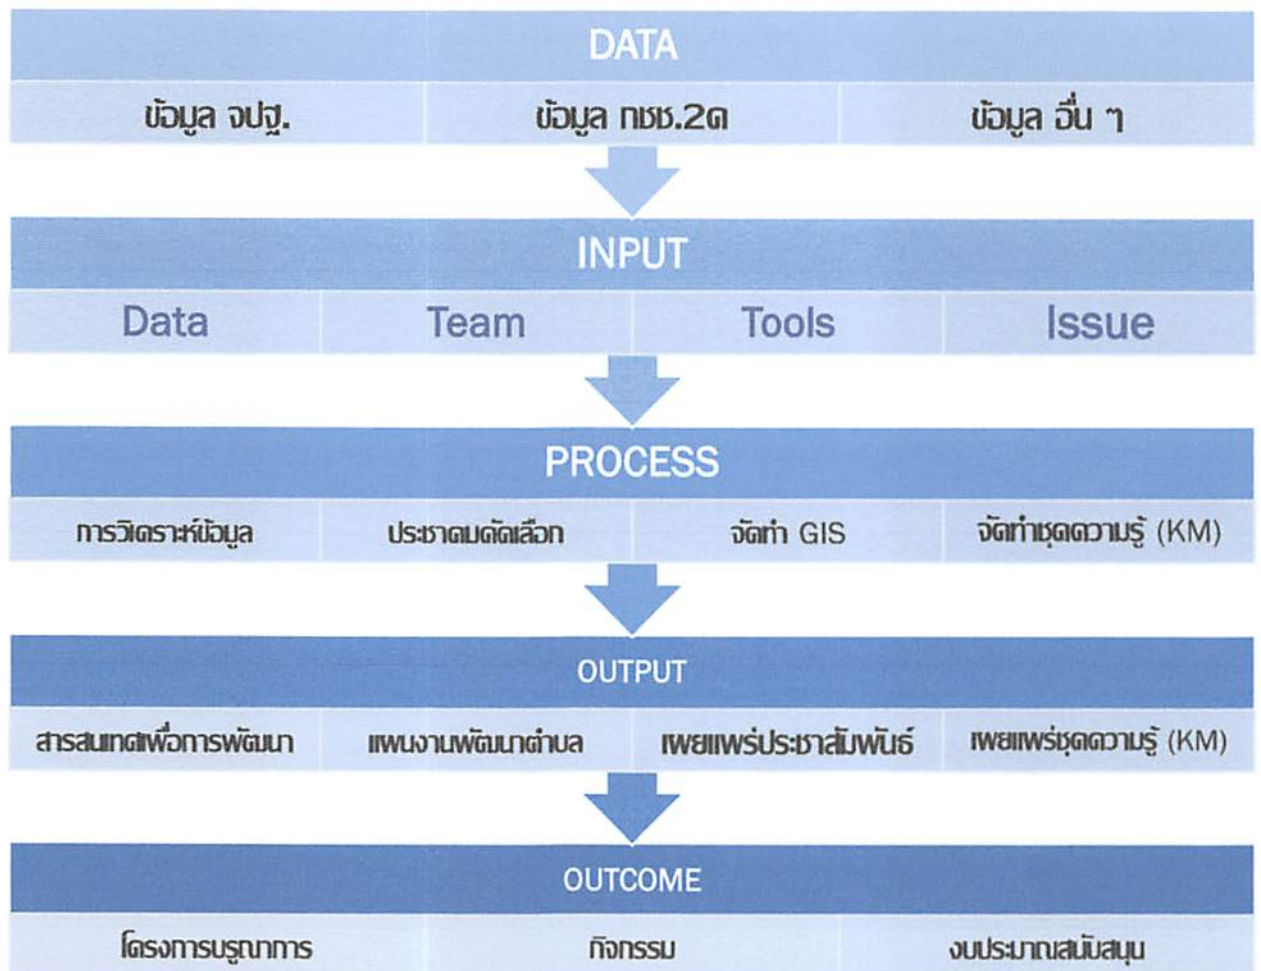 DATA
ข้อมูล จปฐ. ข้อมูล กชช.2ค ข้อมูล อื่น ๆ
INPUT
Data Team Tools Issue
PROCESS
การวิเคราะห์ข้อมูล ประชาคมคัดเลือก จัดทำ GIS จัดทำชุดความรู้ (KM)
OUTPUT
สารสนเทศเพื่อการพัฒนา แผนงานพัฒนาตำบล เผยแพร่ประชาสัมพันธ์ เผยแพร่ชุดความรู้ (KM)
OUTCOME
โครงการบรูณาการ กิจกรรม งบประมาณสนับสนุน